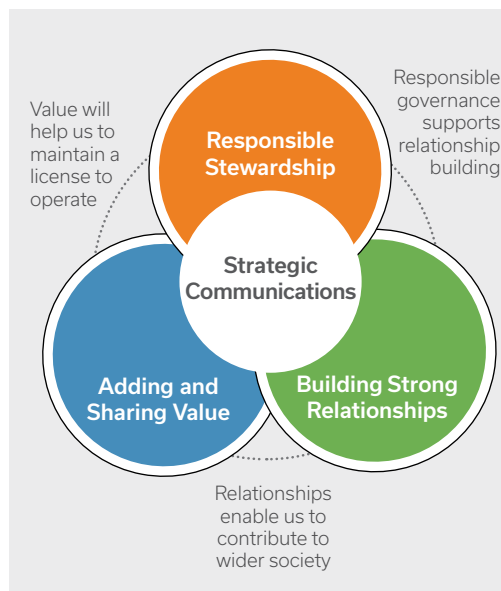 Responsible
governance
supports
relationship
building
Value will
help us to
maintain a
license to
operate
Responsible
Stewardship
Strategic
Communications
Adding and
Sharing Value
Building Strong
Relationships
Relationships
enable us to
contribute to
wider society